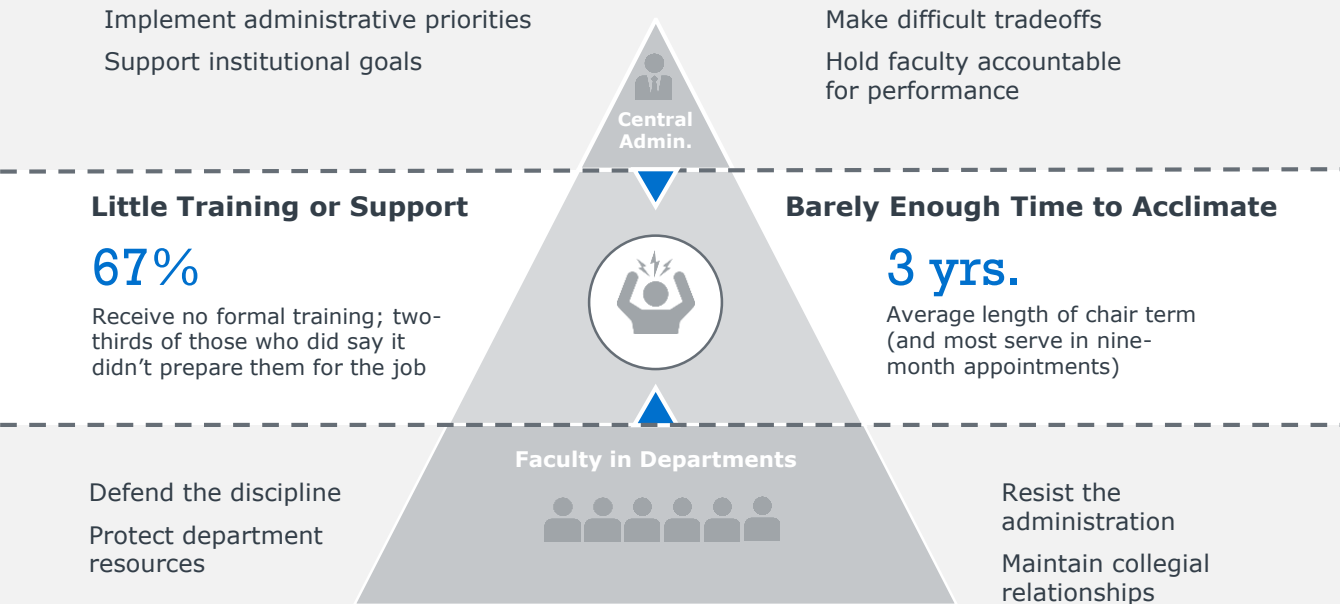 Implement administrative priorities
Support institutional goals
Make difficult tradeoffs
Hold faculty accountable
for performance
Central
Admin.
Little Training or Support
67%
Receive no formal training; two-
thirds of those who did say it
didn’t prepare them for the job
Barely Enough Time to Acclimate
3 yrs.
Average length of chair term
(and most serve in nine-
month appointments)
Faculty in Departments
Defend the discipline
Protect department
resources
Resist the
administration
Maintain collegial
relationships